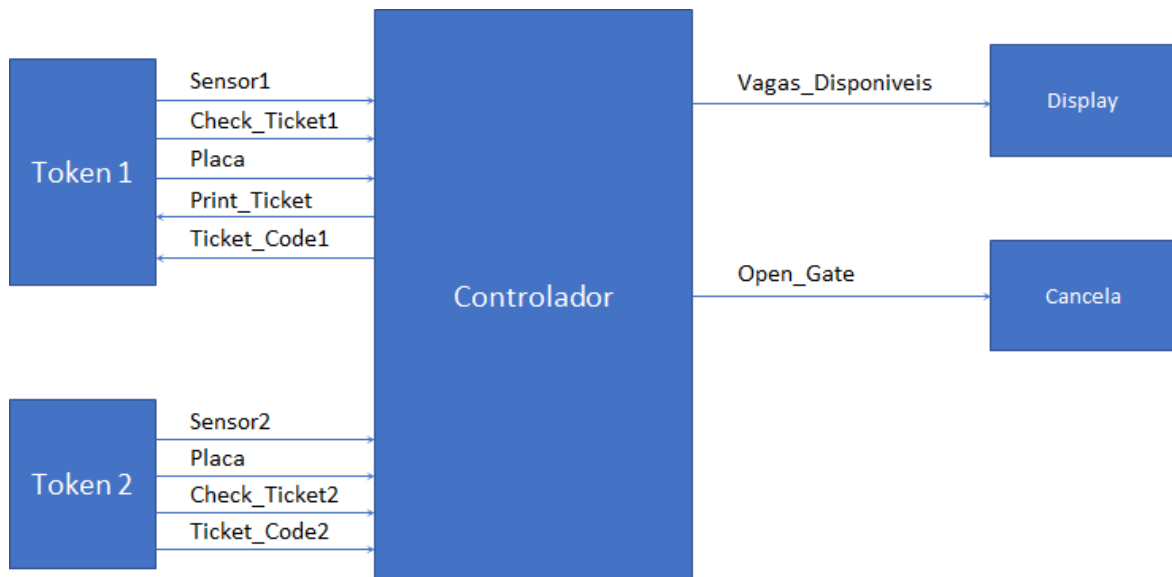 Token 1
Sensor1
Check_Ticket1
Placa
Print_Ticket
Ticket_Code1
Controlador
Vagas_Disponiveis
Display
Open_Gate
Cancela
Token 2
Sensor2
Placa
Check_Ticket2
Ticket_Code2